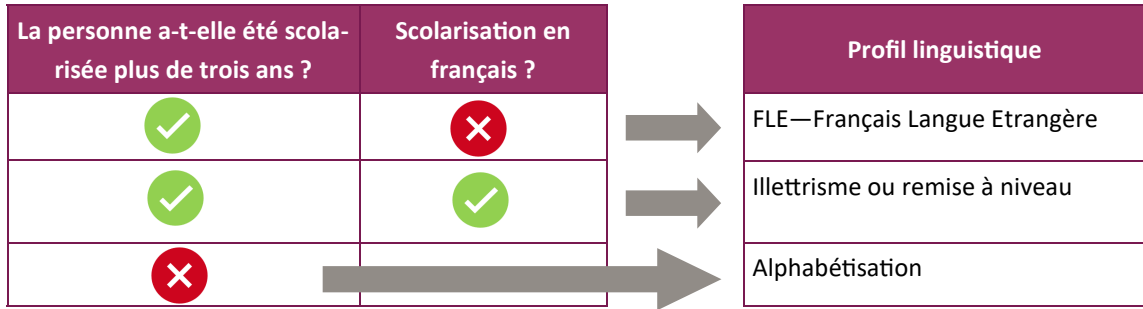 La personne a-t-elle été scola-
risée plus de trois ans ?
Scolarisation en
français ?
Profil linguistique
FLE—Français Langue Etrangère
Illettrisme ou remise à niveau
Alphabétisation